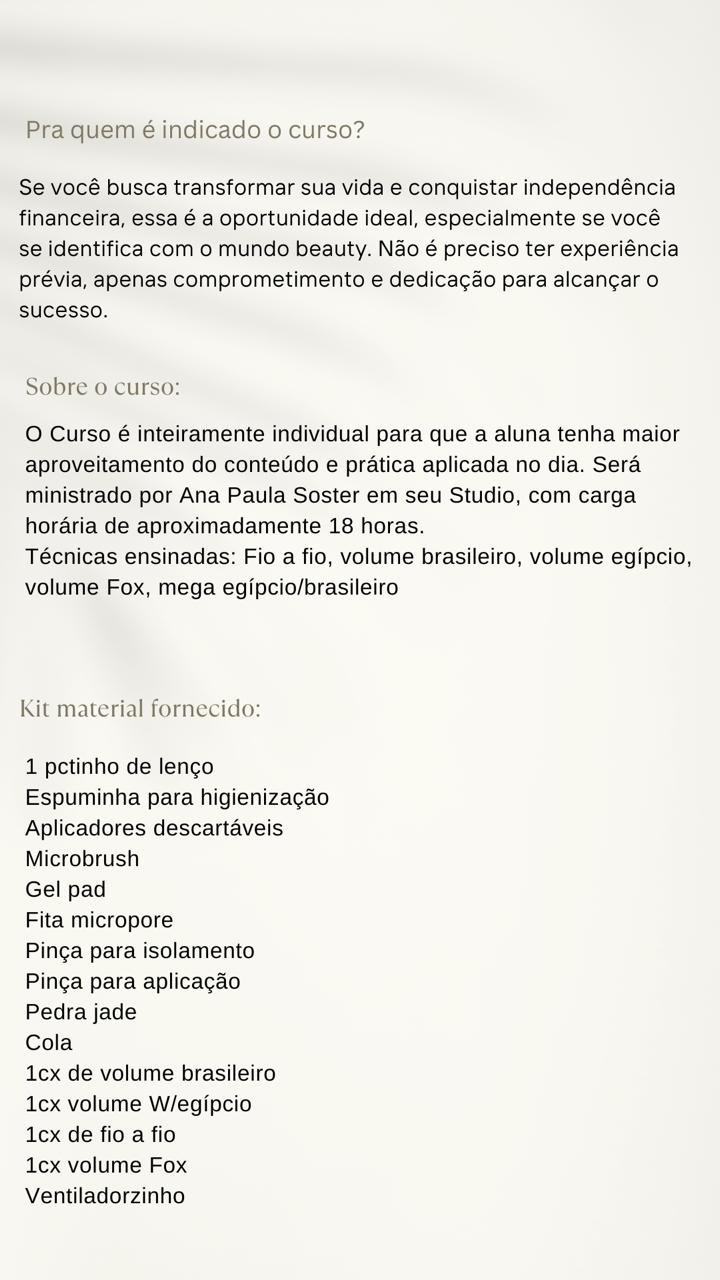 Pra quem é indicado o curso?
Se você busca transformar sua vida e conquistar independência
financeira, essa é a oportunidade ideal, especialmente se você
se identifica com o mundo beauty. Não é preciso ter experiência
prévia, apenas comprometimento e dedicação para alcançar o
sucesso.
Sobre o curso:
O Curso é inteiramente individual para que a aluna tenha maior
aproveitamento do conteúdo e prática aplicada no dia. Será
ministrado por Ana Paula Soster em seu Studio, com carga
horária de aproximadamente 18 horas.
Técnicas ensinadas: Fio a fio, volume brasileiro, volume egípcio,
volume Fox, mega egípcio/brasileiro
Kit material fornecido:
1 pctinho de lenço
Espuminha para higienização
Aplicadores descartáveis
Microbrush
Gel pad
Fita micropore
Pinça para isolamento
Pinça para aplicação
Pedra jade
Cola
1cx de volume brasileiro
1cx volume W/egípcio
1cx de fio a fio
1cx volume Fox
Ventiladorzinho